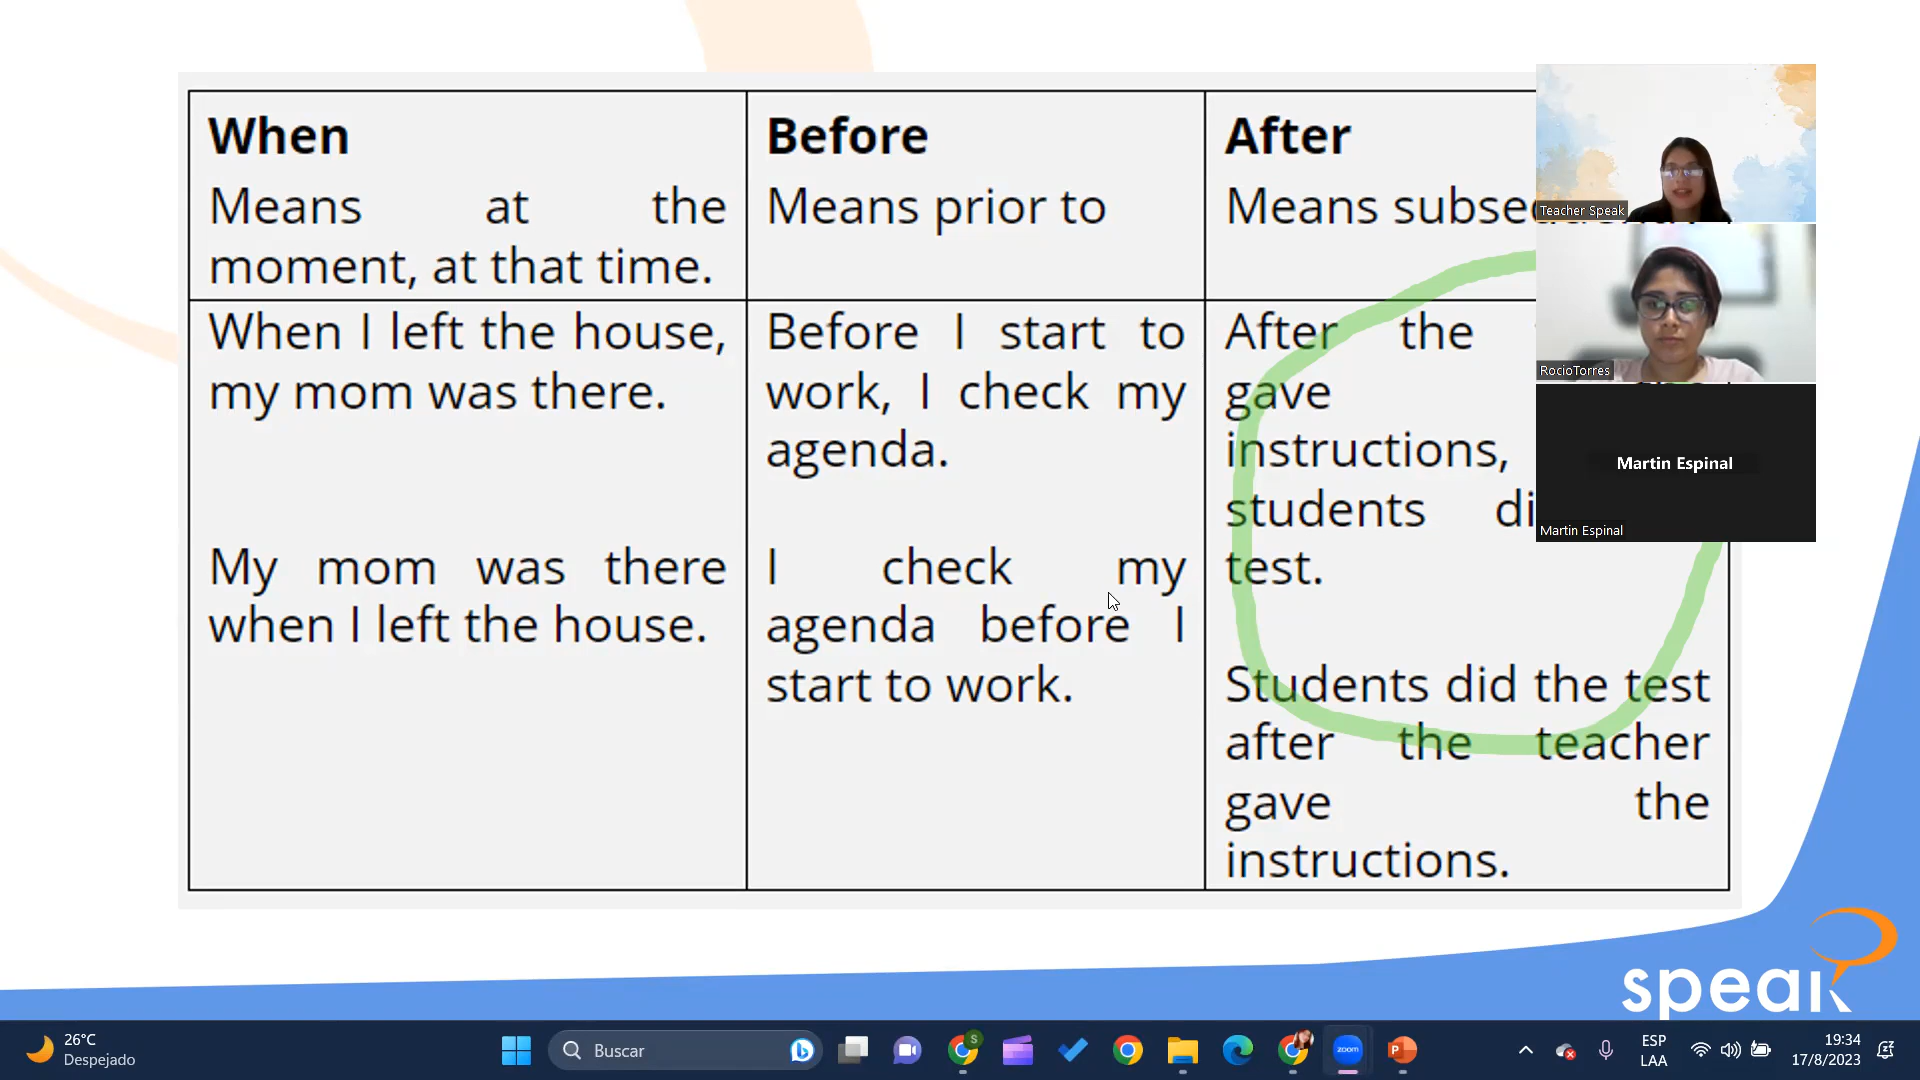 When
Means at the
moment, at that time.
When I left the house,
my mom was there.
My mom was there
when I left the house.
Before
Means prior to
Before I start to
work, I check my
agenda.
I check my
agenda before I
start to work.
After
Means
After the
gave
instructions,
students
test.
Students did the test
after the teacher
gave the
instructions.
Teacher Speak
RocioTorres
Martin Espinal
Martin Espinal
speak
26°C
Despejado
Buscar
S
zoom
P
ESP
LAA
19:34
17/8/2023